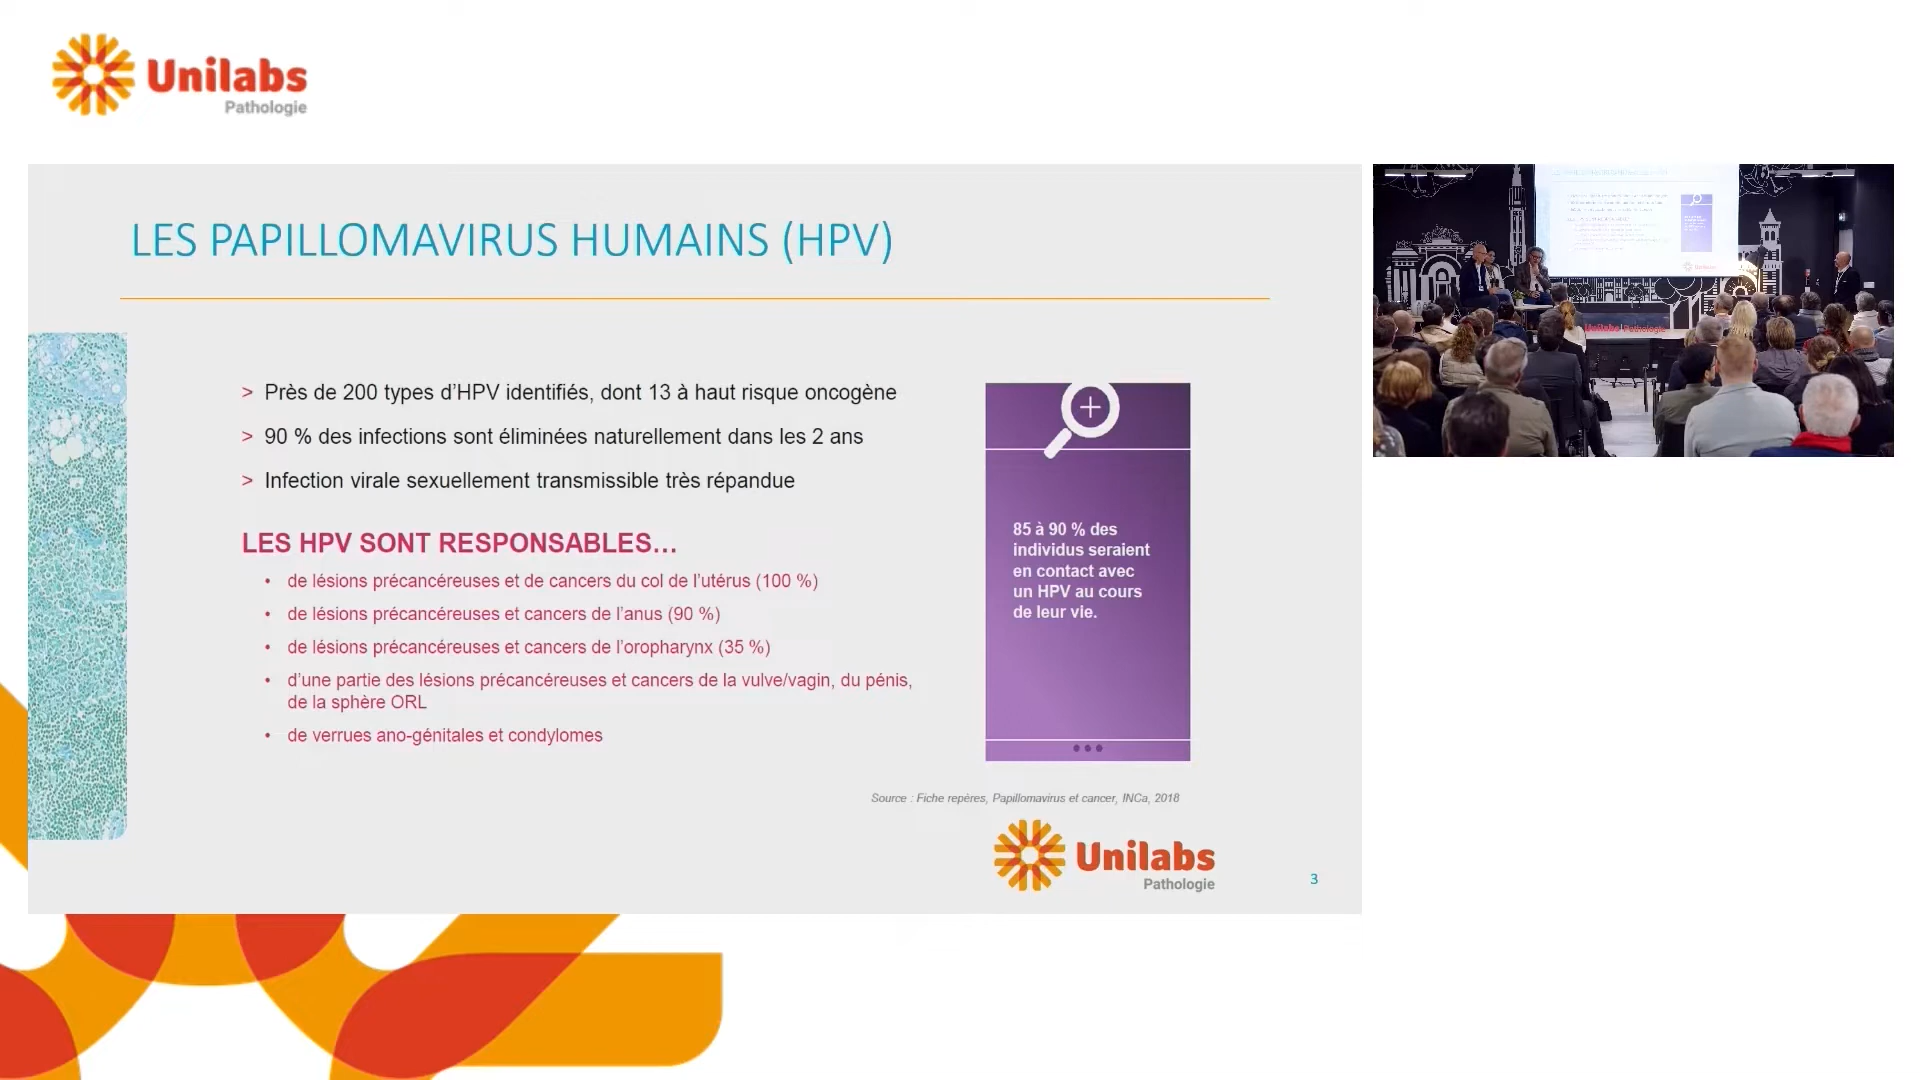 Unilabs
Pathologie
LES PAPILLOMAVIRUS HUMAINS (HPV)
> Près de 200 types d’HPV identifiés, dont 13 à haut risque oncogène
> 90 % des infections sont éliminées naturellement dans les 2 ans
> Infection virale sexuellement transmissible très répandue
LES HPV SONT RESPONSABLES…
• de lésions précancéreuses et de cancers du col de l’utérus (100 %)
• de lésions précancéreuses et cancers de l’anus (90 %)
• de lésions précancéreuses et cancers de l’oropharynx (35 %)
• d’une partie des lésions précancéreuses et cancers de la vulve/vagin, du pénis,
de la sphère ORL
• de verrues ano-génitales et condylomes
85 à 90 % des
individus seraient
en contact avec
un HPV au cours
de leur vie.
Source : Fiche repères, Papillomavirus et cancer, INCa, 2018
Unilabs
Pathologie
3
Unilabs Pathologie